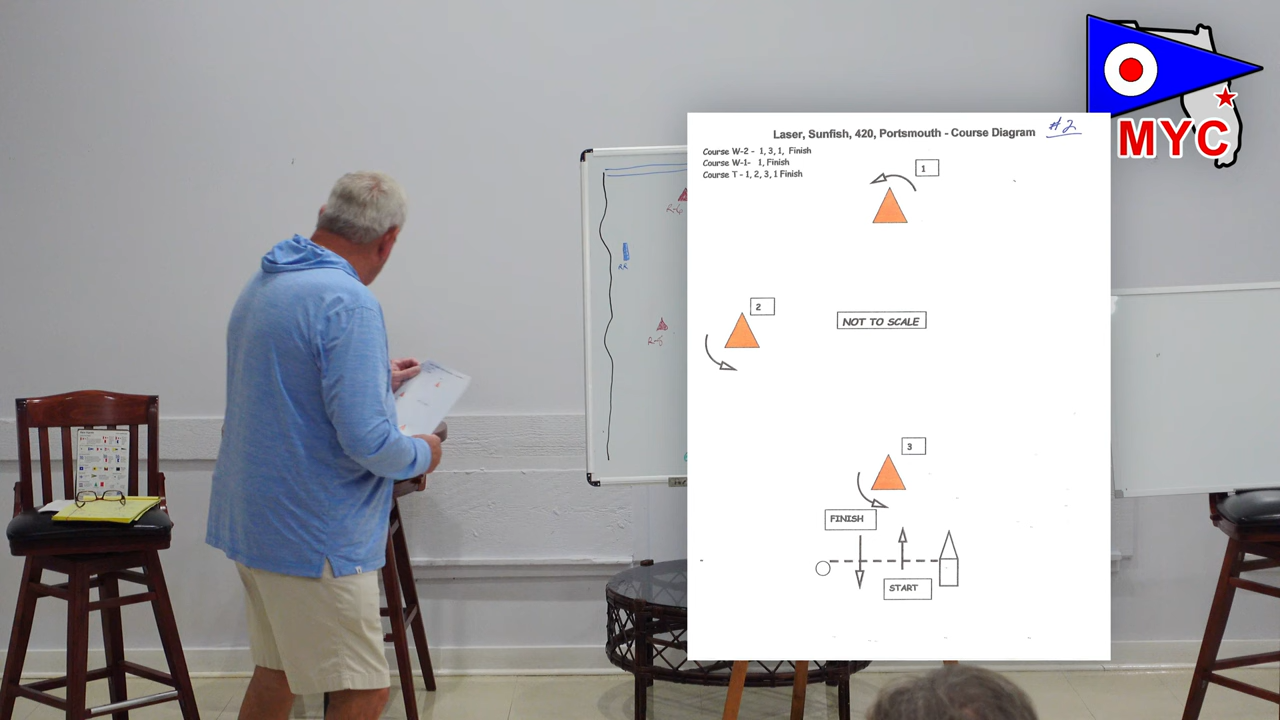 MYC
Laser, Sunfish, 420, Portsmouth - Course Diagram #2
Course W-2 - 1, 3, 1, Finish
Course W-1- 1, Finish
Course T - 1, 2, 3, 1 Finish
1
2
NOT TO SCALE
3
FINISH
START